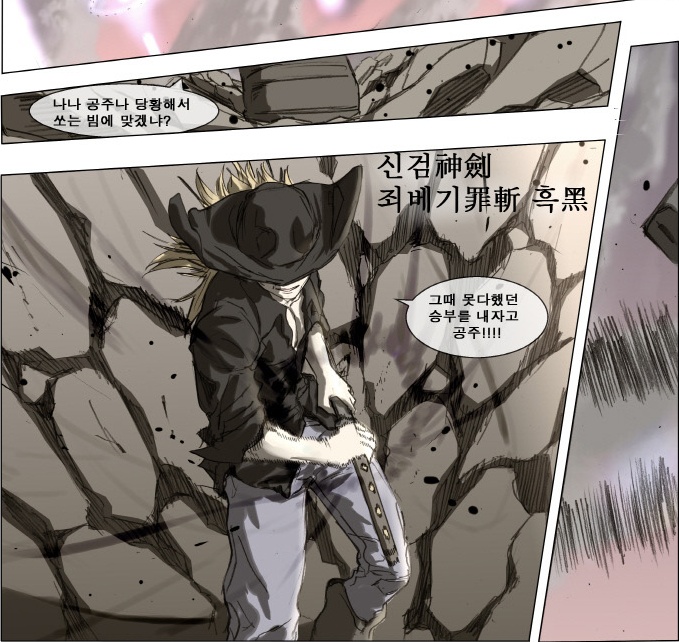 나나 공주나 당황해서
쏘는 빔에 맞겠냐?
신검神劍
죄베기罪斬 흑黑
그때 못다했던
승부를 내자고
공주!!!!